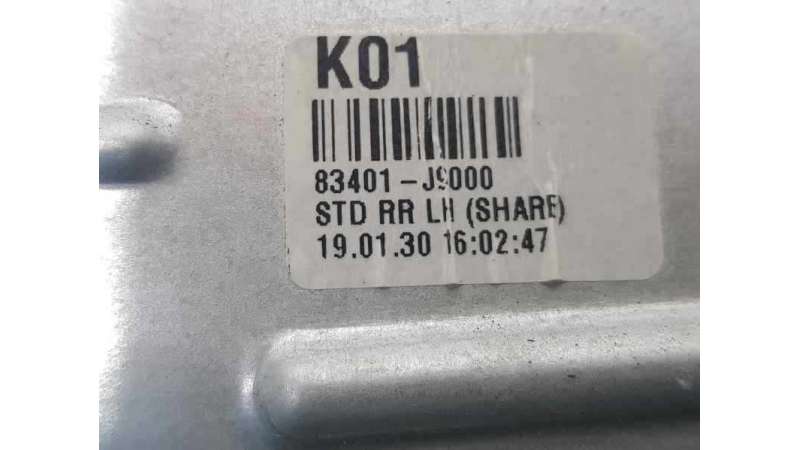 K01
83401-J9000
STD RR LH (SHARE)
19.01.30 16:02:47